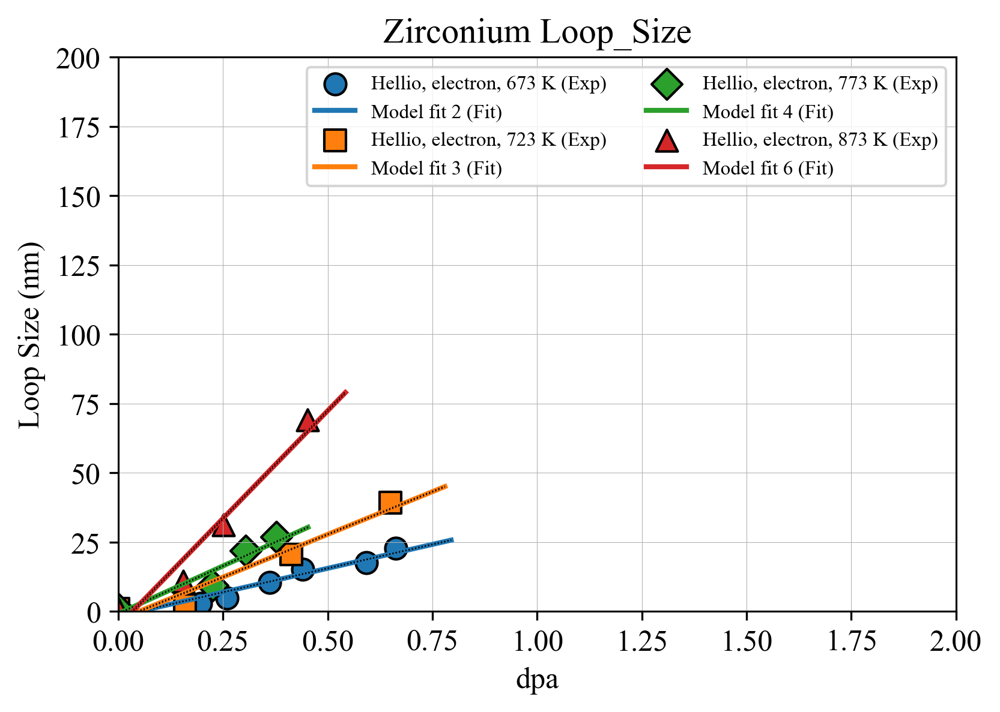 Zirconium Loop_Size
200
175
150
125
100
75
50
25
0
Loop Size (nm)
Hellio, electron, 673 K (Exp)
Model fit 2 (Fit)
Hellio, electron, 723 K (Exp)
Model fit 3 (Fit)
Hellio, electron, 773 K (Exp)
Model fit 4 (Fit)
Hellio, electron, 873 K (Exp)
Model fit 6 (Fit)
0.00 0.25 0.50 0.75 1.00 1.25 1.50 1.75 2.00
dpa